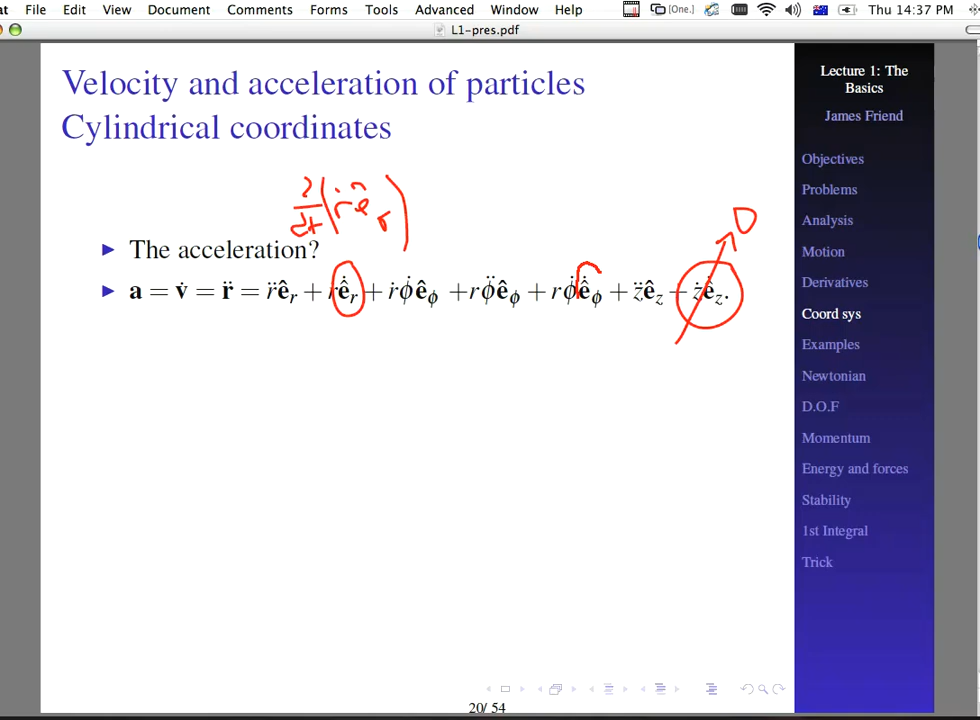 File Edit View Document Comments Forms Tools Advanced Window Help [One.] Thu 14:37 PM
L1-pres.pdf
Velocity and acceleration of particles
Cylindrical coordinates
∂/∂t (ṙ ê_r)
0
▶ The acceleration?
▶ a = v̇ = r̈ = r̈ê_r + ṙê̇_r + ṙϕ̇ê_ϕ + rϕ̈ê_ϕ + rϕ̇ê̇_ϕ + z̈ê_z + żê̇_z.
20/ 54
Lecture 1: The
Basics
James Friend
Objectives
Problems
Analysis
Motion
Derivatives
Coord sys
Examples
Newtonian
D.O.F
Momentum
Energy and forces
Stability
1st Integral
Trick